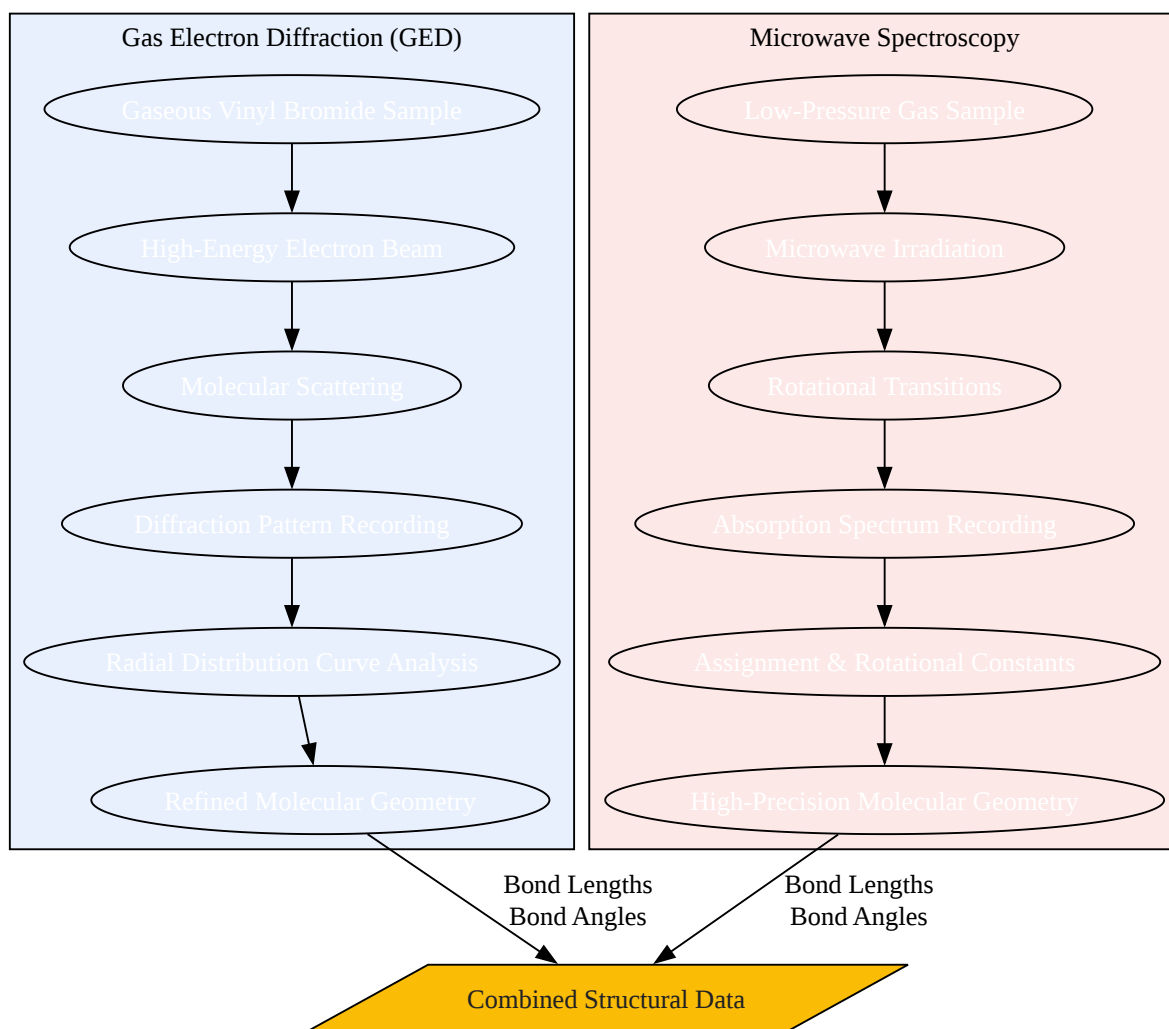 Gas Electron Diffraction (GED)
Gaseous Vinyl Bromide Sample
High-Energy Electron Beam
Molecular Scattering
Diffraction Pattern Recording
Radial Distribution Curve Analysis
Refined Molecular Geometry
Microwave Spectroscopy
Low-Pressure Gas Sample
Microwave Irradiation
Rotational Transitions
Absorption Spectrum Recording
Assignment & Rotational Constants
High-Precision Molecular Geometry
Bond Lengths
Bond Angles
Bond Lengths
Bond Angles
Combined Structural Data